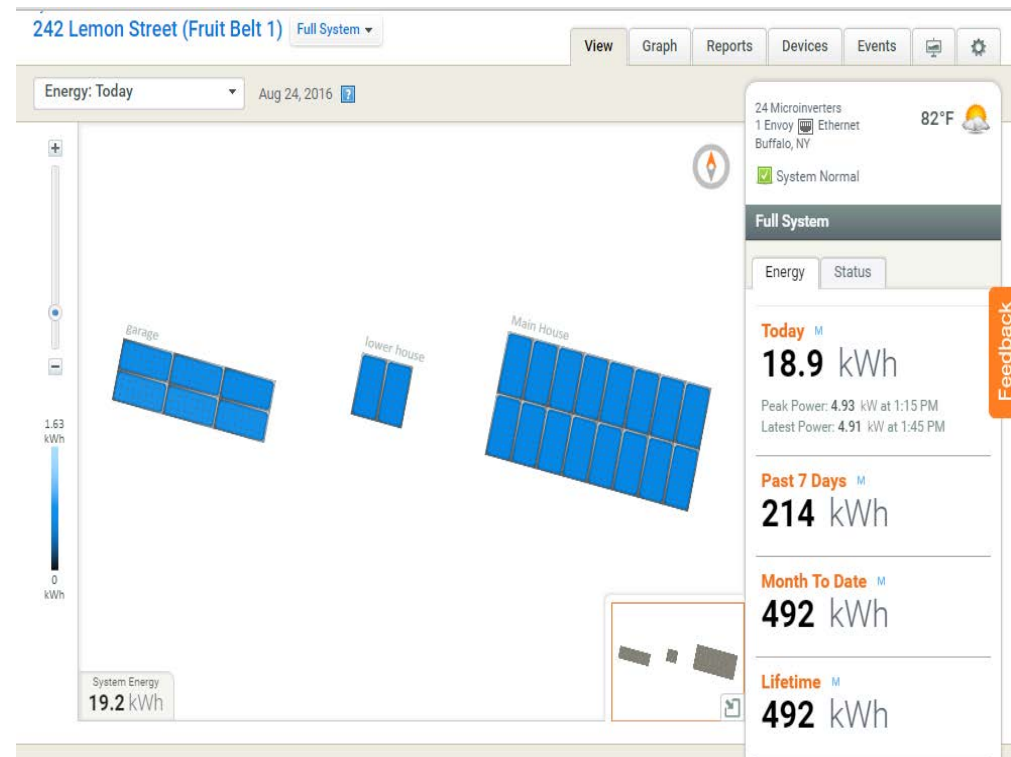 242 Lemon Street (Fruit Belt 1) Full System
View Graph Reports Devices Events
Energy: Today Aug 24, 2016 ?
24 Microinverters
1 Envoy Ethernet
Buffalo, NY
82°F
System Normal
Full System
Energy Status
Today M
18.9 kWh
Peak Power: 4.93 kW at 1:15 PM
Latest Power: 4.91 kW at 1:45 PM
Past 7 Days M
214 kWh
Month To Date M
492 kWh
Lifetime M
492 kWh
Feedback
garage
lower house
Main House
1.63
kWh
0
kWh
System Energy
19.2 kWh